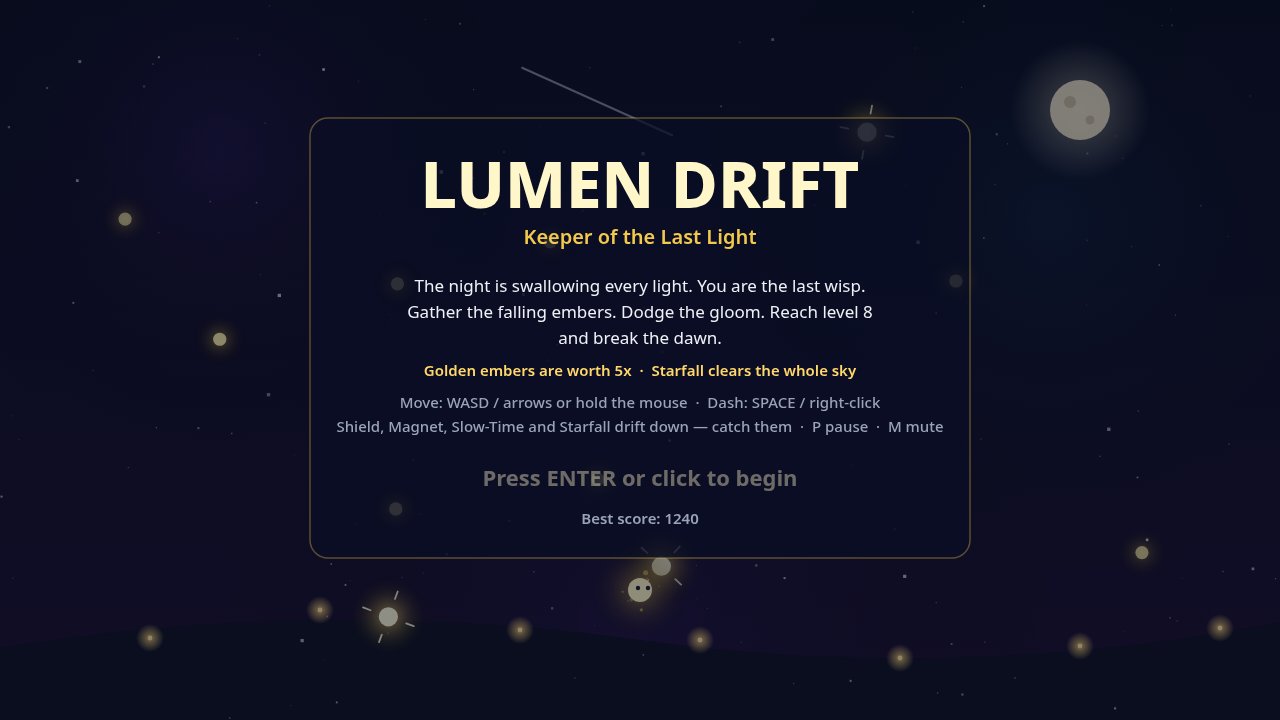 LUMEN DRIFT
Keeper of the Last Light
The night is swallowing every light. You are the last wisp.
Gather the falling embers. Dodge the gloom. Reach level 8
and break the dawn.
Golden embers are worth 5x · Starfall clears the whole sky
Move: WASD / arrows or hold the mouse · Dash: SPACE / right-click
Shield, Magnet, Slow-Time and Starfall drift down — catch them · P pause · M mute
Press ENTER or click to begin
Best score: 1240